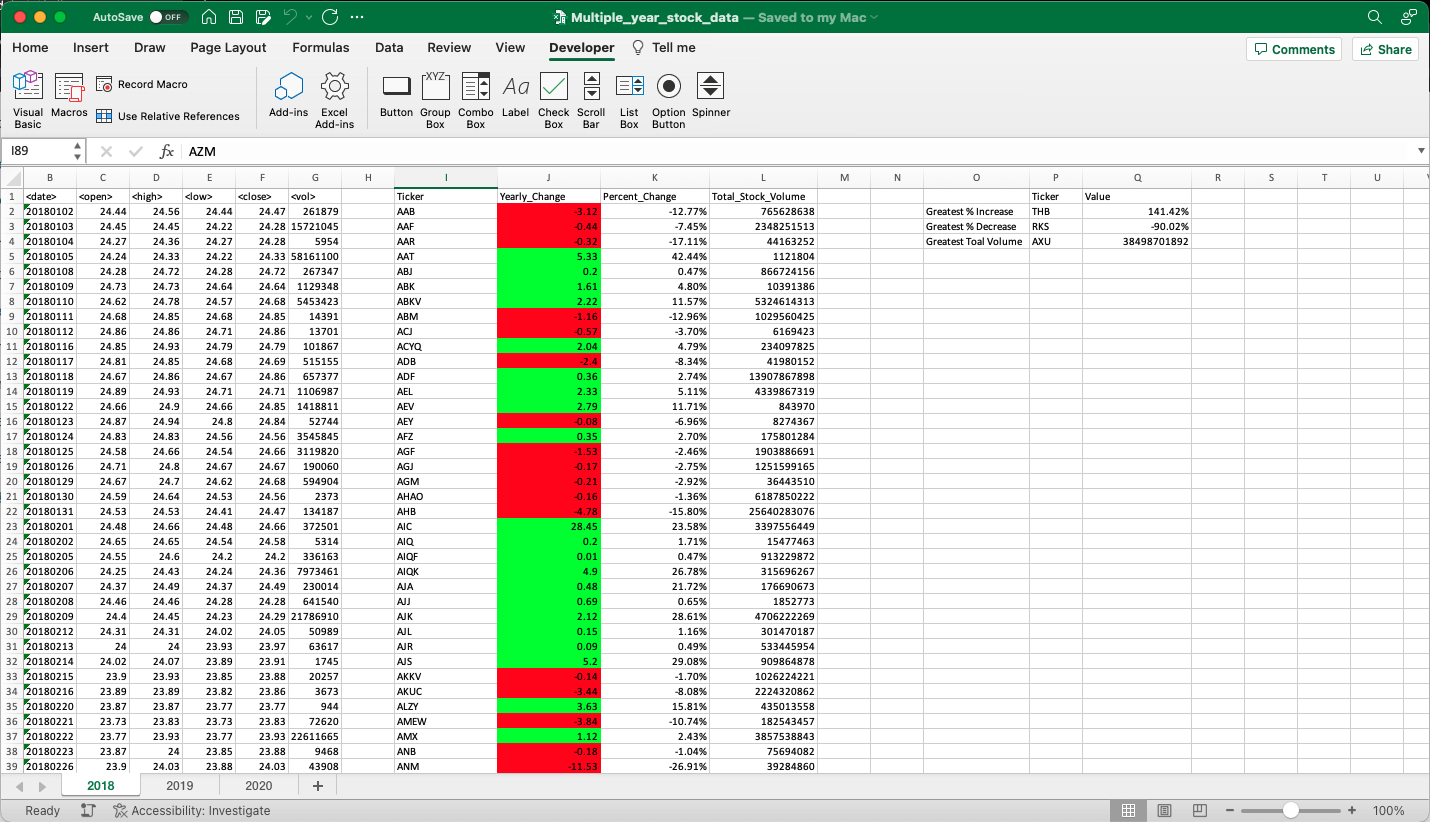 AutoSave OFF Multiple_year_stock_data — Saved to my Mac
Home Insert Draw Page Layout Formulas Data Review View Developer Tell me Comments Share
Visual Basic Macros Record Macro Use Relative References Add-ins Excel Add-ins Button Group Box Combo Box Label Check Box Scroll Bar List Box Option Button Spinner
XYZ Aa
I89 fx AZM
B C D E F G H I J K L M N O P Q R S T U
1 <date> <open> <high> <low> <close> <vol> Ticker Yearly_Change Percent_Change Total_Stock_Volume Ticker Value
2 20180102 24.44 24.56 24.44 24.47 261879 AAB -3.12 -12.77% 765628638 Greatest % Increase THB 141.42%
3 20180103 24.45 24.45 24.22 24.28 15721045 AAF -0.44 -7.45% 2348251513 Greatest % Decrease RKS -90.02%
4 20180104 24.27 24.36 24.27 24.28 5954 AAR -0.32 -17.11% 44163252 Greatest Toal Volume AXU 38498701892
5 20180105 24.24 24.33 24.22 24.33 58161100 AAT 5.33 42.44% 1121804
6 20180108 24.28 24.72 24.28 24.72 267347 ABJ 0.2 0.47% 866724156
7 20180109 24.73 24.73 24.64 24.64 1129348 ABK 1.61 4.80% 10391386
8 20180110 24.62 24.78 24.57 24.68 5453423 ABKV 2.22 11.57% 5324614313
9 20180111 24.68 24.85 24.68 24.85 14391 ABM -1.16 -12.96% 1029560425
10 20180112 24.86 24.86 24.71 24.86 13701 ACJ -0.57 -3.70% 6169423
11 20180116 24.85 24.93 24.79 24.79 101867 ACYQ 2.04 4.79% 234097825
12 20180117 24.81 24.85 24.68 24.69 515155 ADB -2.4 -8.34% 41980152
13 20180118 24.67 24.86 24.67 24.86 657377 ADF 0.36 2.74% 13907867898
14 20180119 24.89 24.93 24.71 24.71 1106987 AEL 2.33 5.11% 4339867319
15 20180122 24.66 24.9 24.66 24.85 1418811 AEV 2.79 11.71% 843970
16 20180123 24.87 24.94 24.8 24.84 52744 AEY -0.08 -6.96% 8274367
17 20180124 24.83 24.83 24.56 24.56 3545845 AFZ 0.35 2.70% 175801284
18 20180125 24.58 24.66 24.54 24.66 3119820 AGF -1.53 -2.46% 1903886691
19 20180126 24.71 24.8 24.67 24.67 190060 AGJ -0.17 -2.75% 1251599165
20 20180129 24.67 24.7 24.62 24.68 594904 AGM -0.21 -2.92% 36443510
21 20180130 24.59 24.64 24.53 24.56 2373 AHAO -0.16 -1.36% 6187850222
22 20180131 24.53 24.53 24.41 24.47 134187 AHB -4.78 -15.80% 25640283076
23 20180201 24.48 24.66 24.48 24.66 372501 AIC 28.45 23.58% 3397556449
24 20180202 24.65 24.65 24.54 24.58 5314 AIQ 0.2 1.71% 15477463
25 20180205 24.55 24.6 24.2 24.2 336163 AIQF 0.01 0.47% 913229872
26 20180206 24.25 24.43 24.24 24.36 7973461 AIQK 4.9 26.78% 315696267
27 20180207 24.37 24.49 24.37 24.49 230014 AJA 0.48 21.72% 176690673
28 20180208 24.46 24.46 24.28 24.28 641540 AJJ 0.69 0.65% 1852773
29 20180209 24.4 24.45 24.23 24.29 21786910 AJK 2.12 28.61% 4706222269
30 20180212 24.31 24.31 24.02 24.05 50989 AJL 0.15 1.16% 301470187
31 20180213 24 24 23.93 23.97 63617 AJR 0.09 0.49% 533445954
32 20180214 24.02 24.07 23.89 23.91 1745 AJS 5.2 29.08% 909864878
33 20180215 23.9 23.93 23.85 23.88 20257 AKKV -0.14 -1.70% 1026224221
34 20180216 23.89 23.89 23.82 23.86 3673 AKUC -3.44 -8.08% 2224320862
35 20180220 23.87 23.87 23.77 23.77 944 ALZY 3.63 15.81% 435013558
36 20180221 23.73 23.83 23.73 23.83 72620 AMEW -3.84 -10.74% 182543457
37 20180222 23.77 23.93 23.77 23.93 22611665 AMX 1.12 2.43% 3857538843
38 20180223 23.87 24 23.85 23.88 9468 ANB -0.18 -1.04% 75694082
39 20180226 23.9 24.03 23.88 24.03 43908 ANM -11.53 -26.91% 39284860
2018 2019 2020 +
Ready Accessibility: Investigate 100%